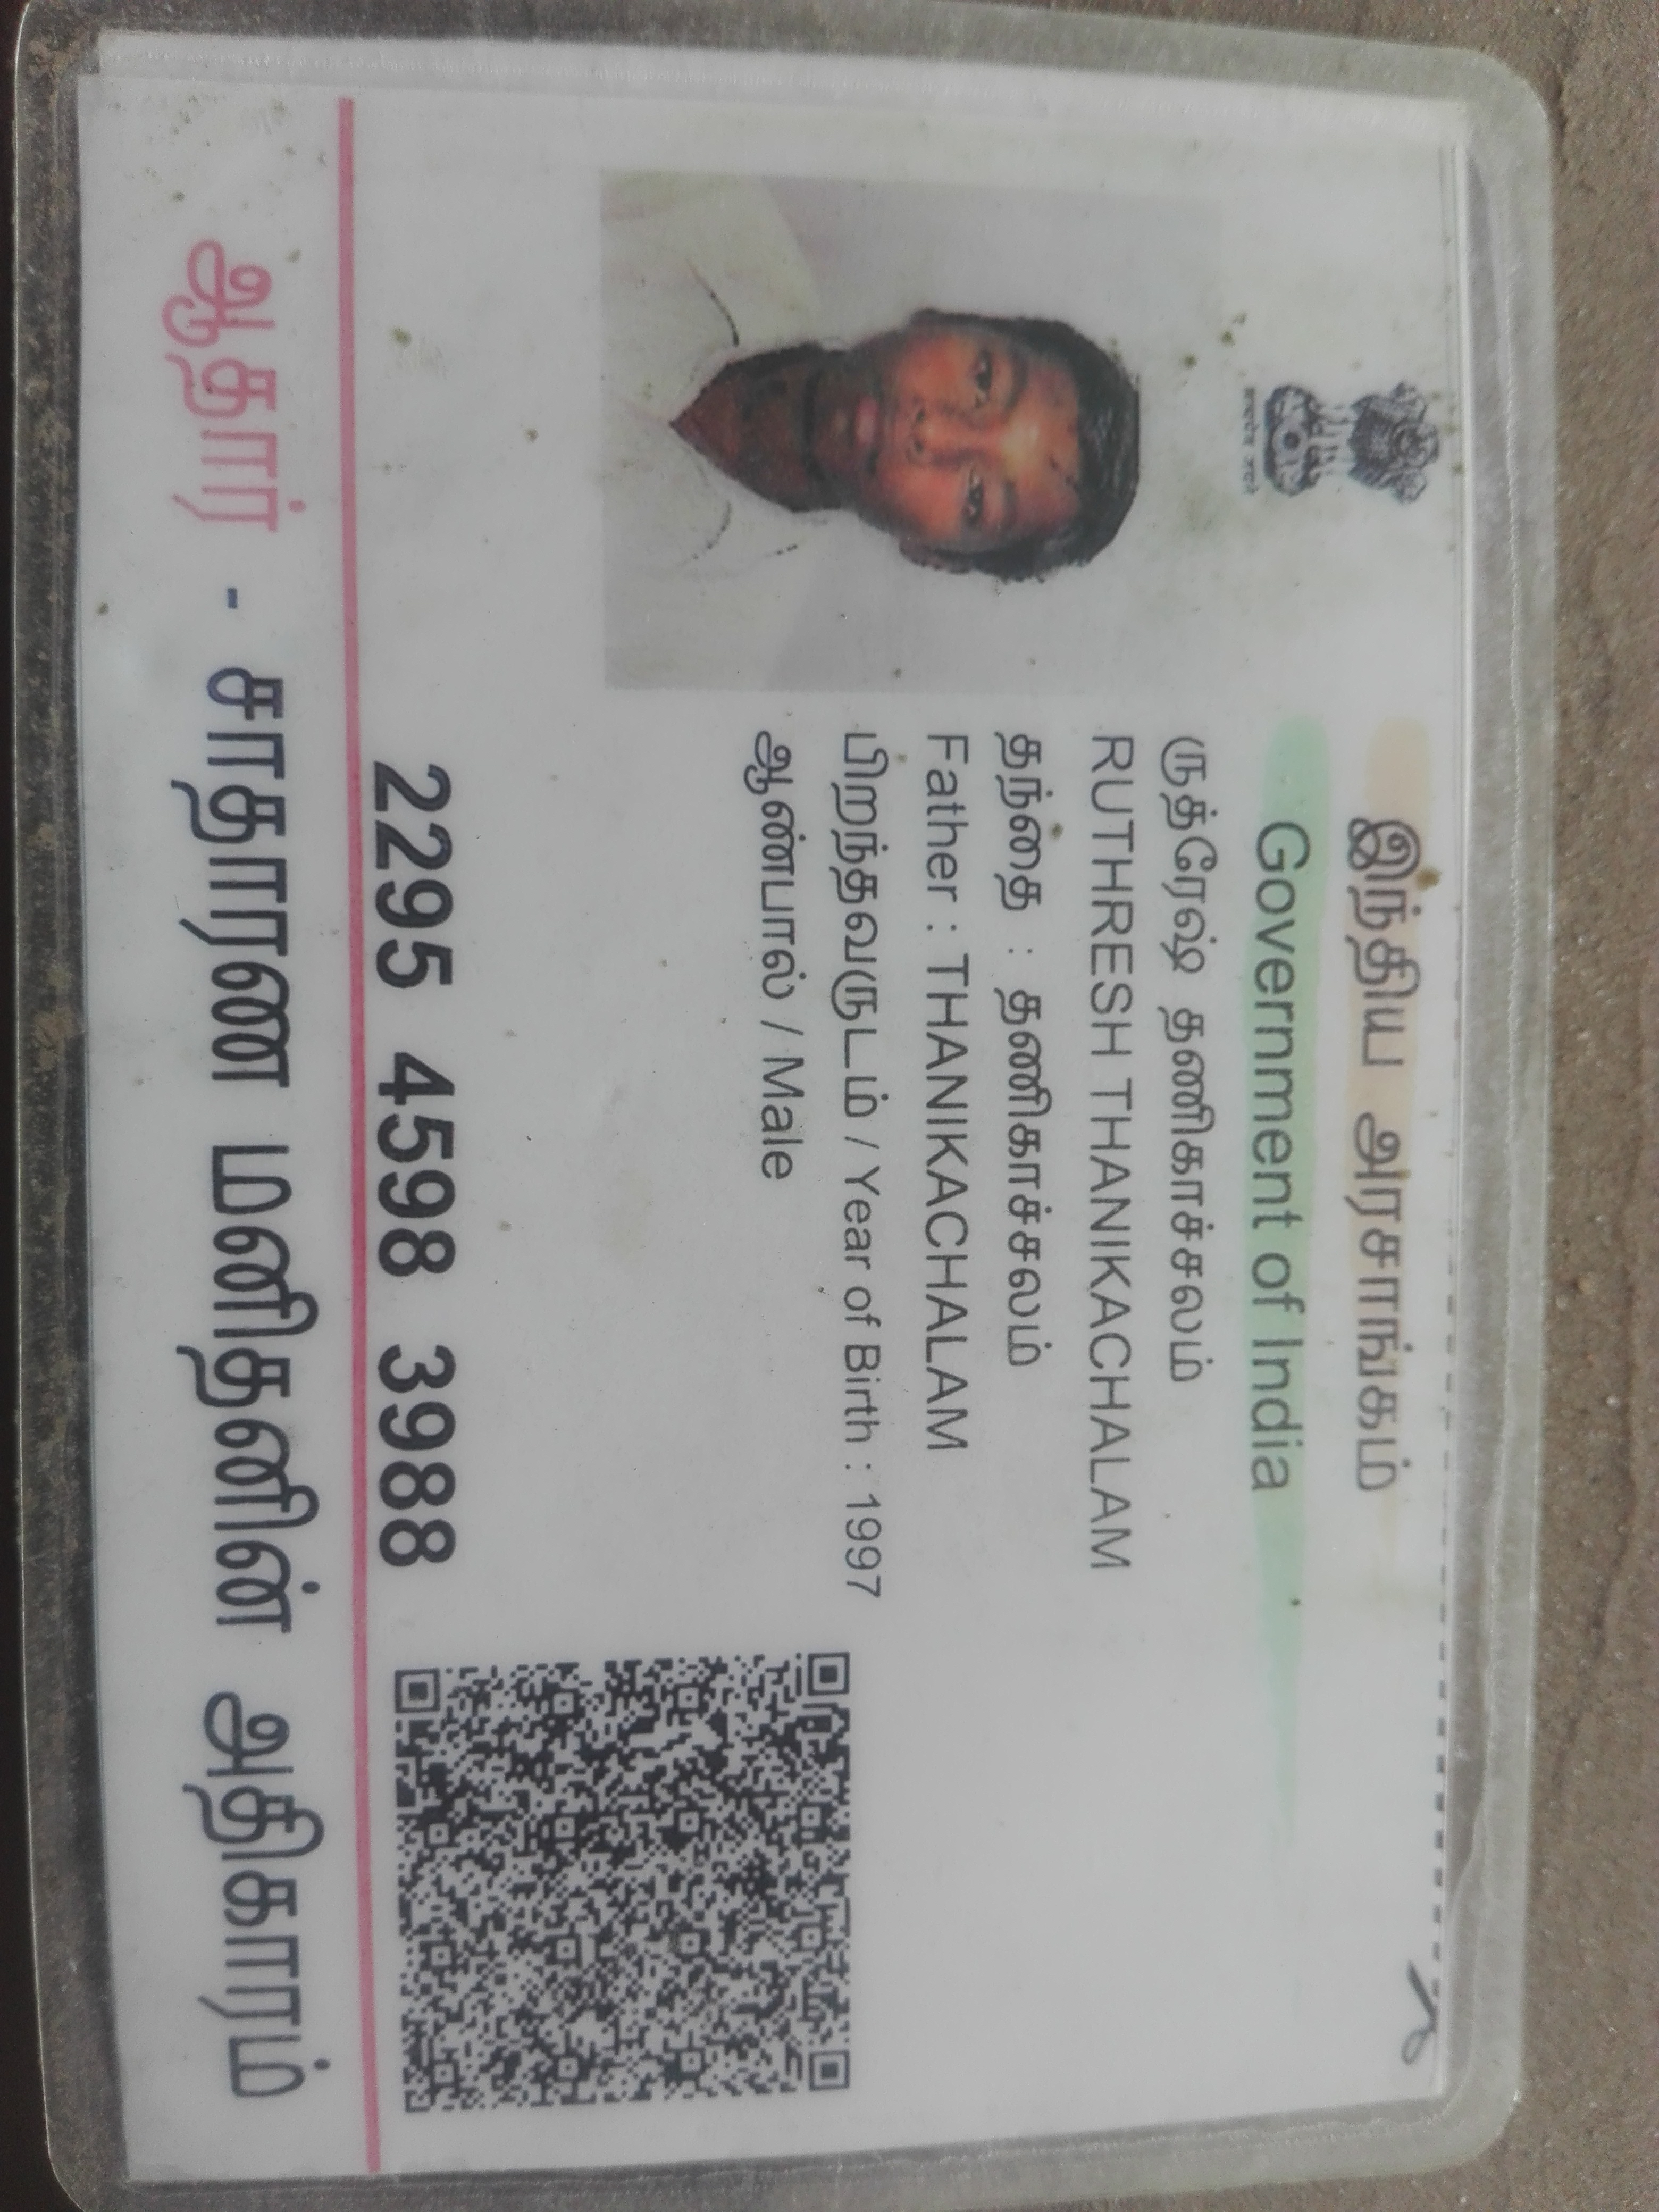 सत्यमेव जयते
இந்திய அரசாங்கம்
Government of India
ருத்ரேஷ் தணிகாச்சலம்
RUTHRESH THANIKACHALAM
தந்தை : தணிகாச்சலம்
Father : THANIKACHALAM
பிறந்தவருடம் / Year of Birth : 1997
ஆண்பால் / Male
2295 4598 3988
ஆதார் - சாதாரண மனிதனின் அதிகாரம்